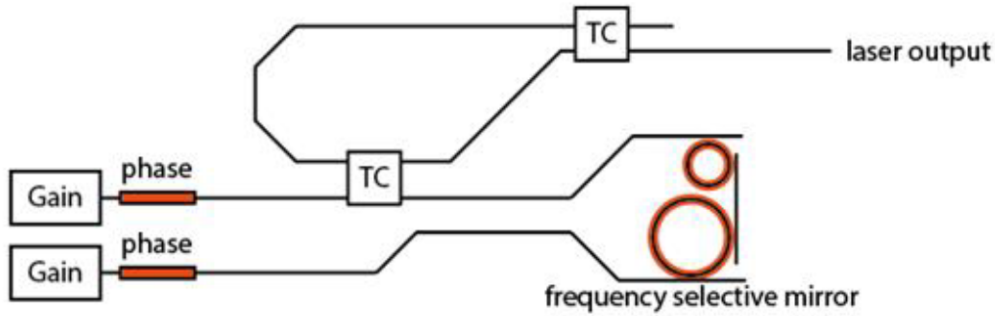 TC
laser output
phase
Gain
TC
phase
Gain
frequency selective mirror